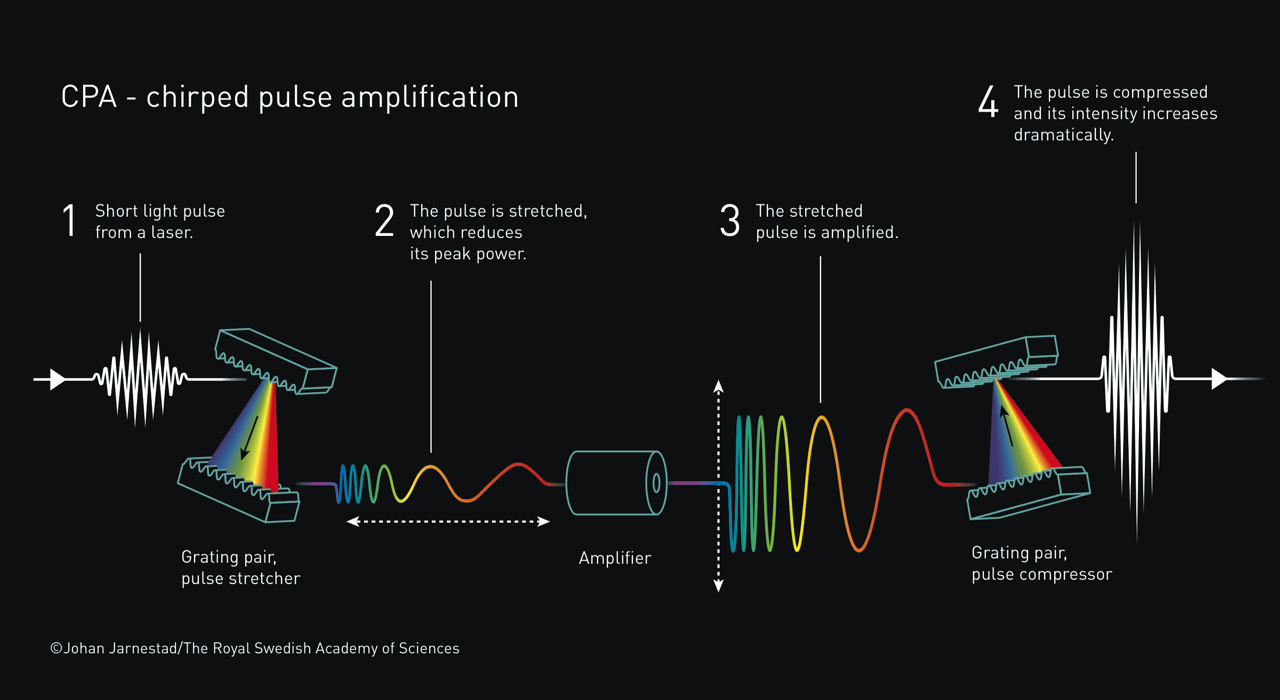 CPA - chirped pulse amplification
1
Short light pulse
from a laser.
2
The pulse is stretched,
which reduces
its peak power.
3
The stretched
pulse is amplified.
4
The pulse is compressed
and its intensity increases
dramatically.
Grating pair,
pulse stretcher
Amplifier
Grating pair,
pulse compressor
©Johan Jarnestad/The Royal Swedish Academy of Sciences